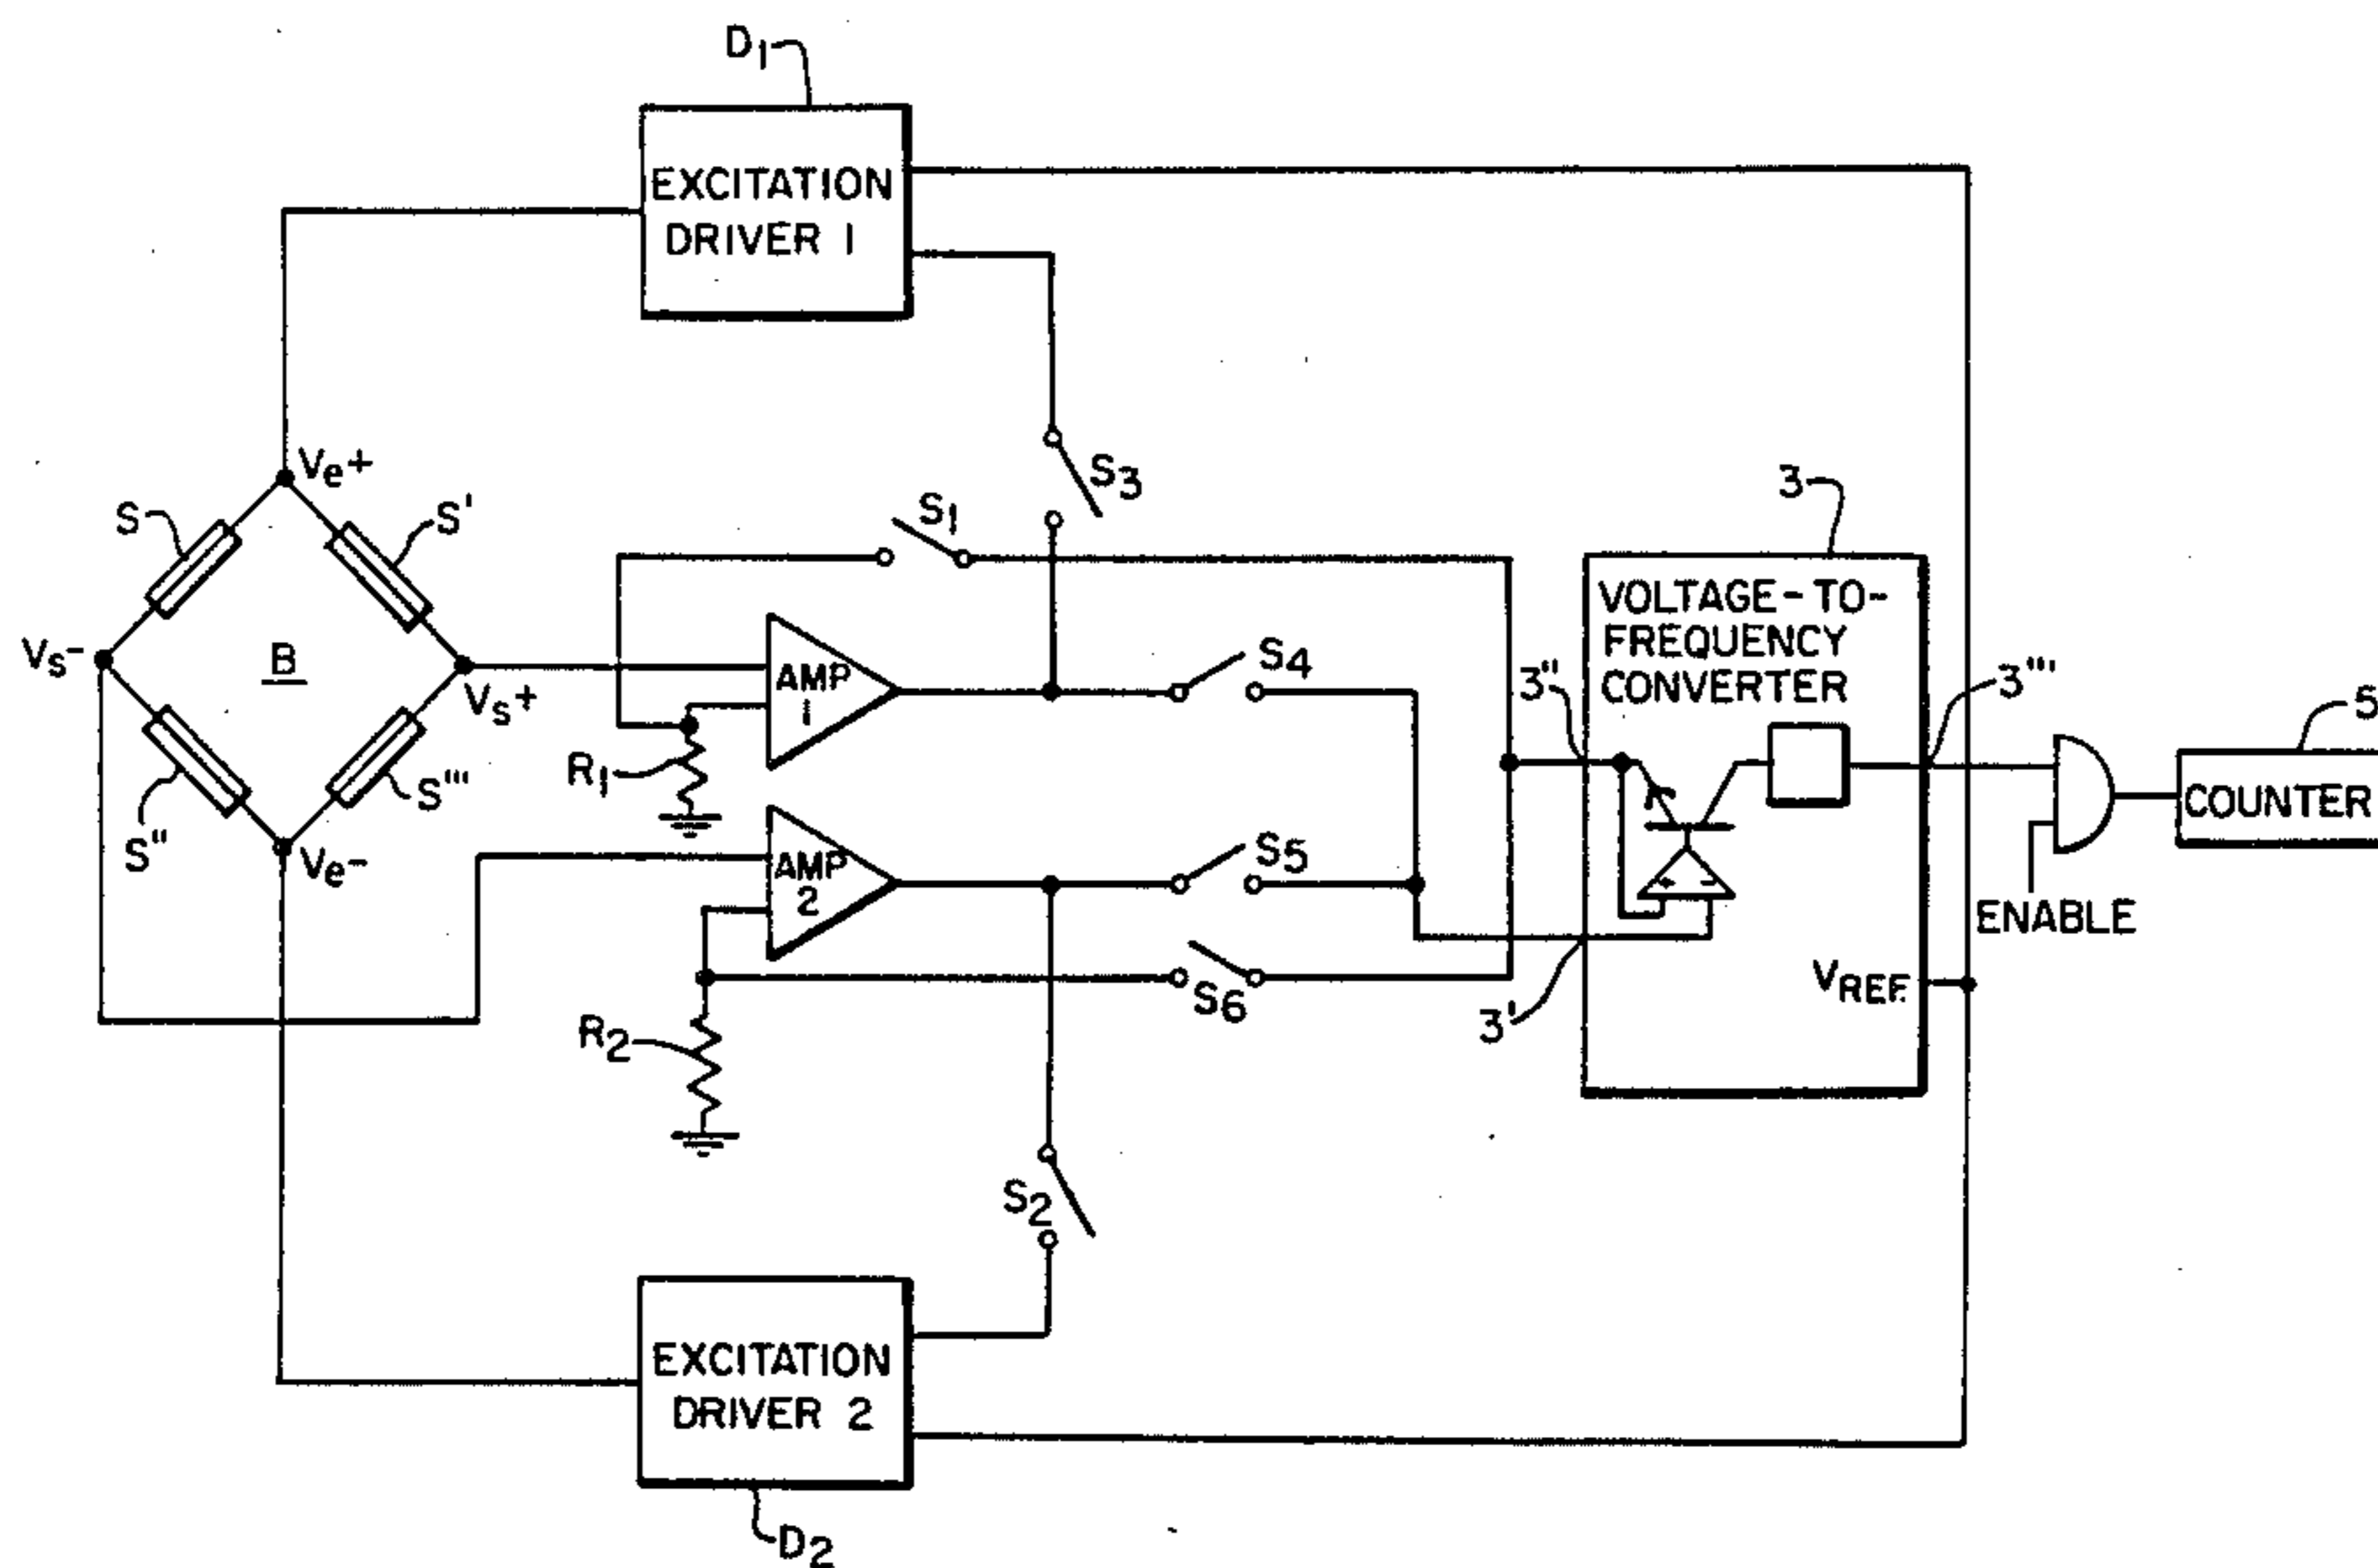 D1
EXCITATION
DRIVER 1
Ve+
S
S'
S3
S1
3
VOLTAGE-TO-
FREQUENCY
CONVERTER
Vs-
B
Vs+
AMP
1
S4
3"
3'''
5
R1
S"
S'''
Ve-
AMP
2
S5
+ -
COUNTER
ENABLE
VREF.
S6
3'
R2
S2
EXCITATION
DRIVER 2
D2